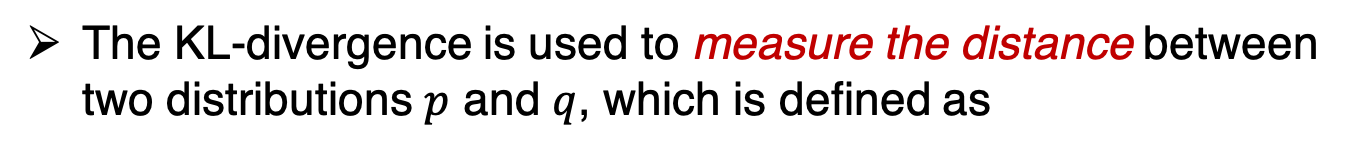 ➢ The KL-divergence is used to measure the distance between
two distributions 𝑝 and 𝑞, which is defined as